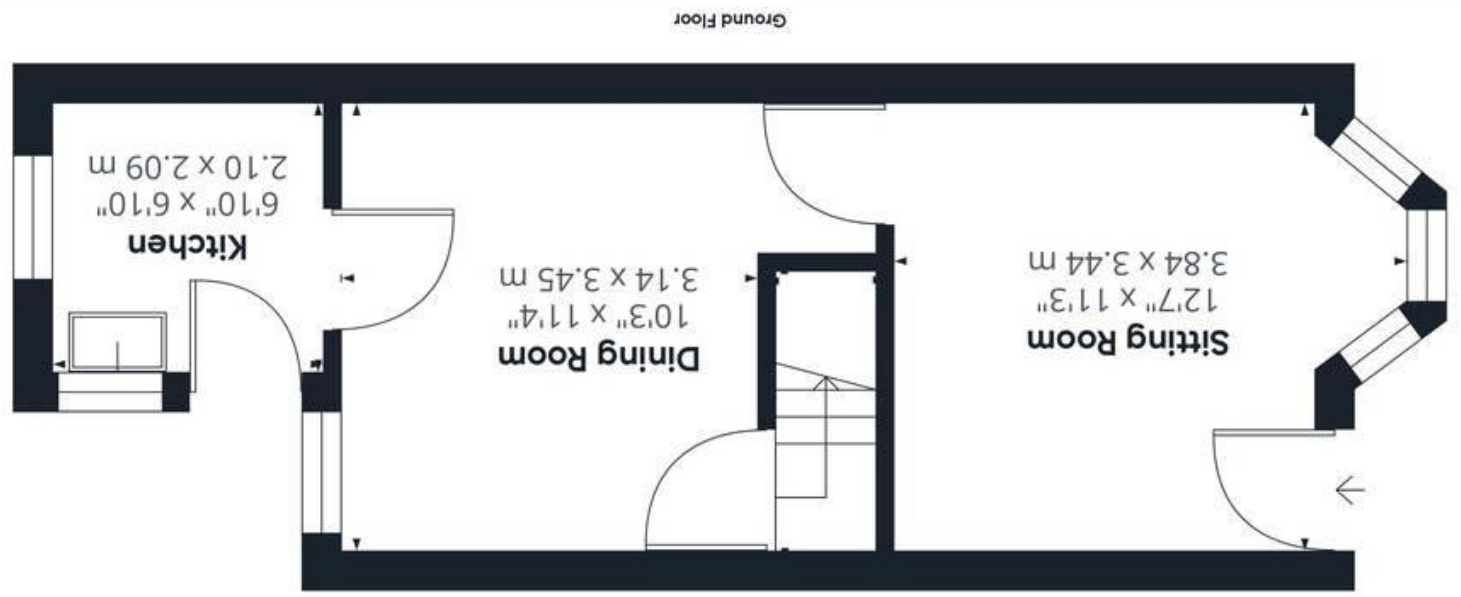 Sitting Room
12'7" x 11'3"
3.84 x 3.44 m
Dining Room
10'3" x 11'4"
3.14 x 3.45 m
Kitchen
6'10" x 6'10"
2.10 x 2.09 m
Ground Floor